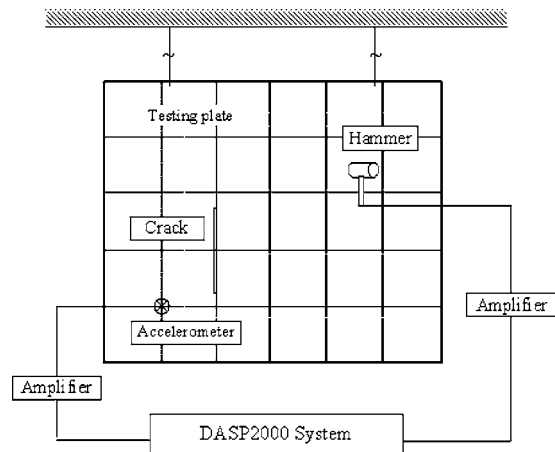 Testing plate
Hammer
Crack
Accelerometer
Amplifier
Amplifier
DASP2000 System